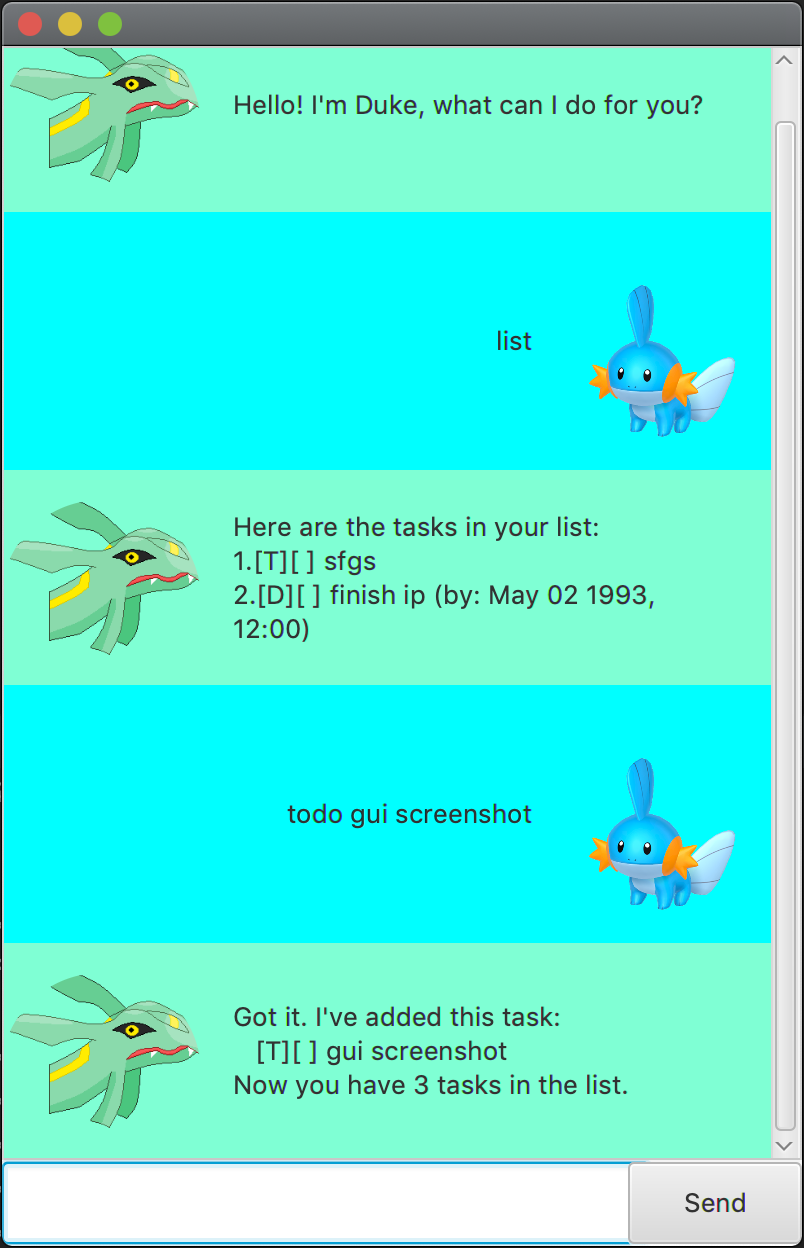 Hello! I'm Duke, what can I do for you?
list
Here are the tasks in your list:
1.[T][ ] sfgs
2.[D][ ] finish ip (by: May 02 1993,
12:00)
todo gui screenshot
Got it. I've added this task:
[T][ ] gui screenshot
Now you have 3 tasks in the list.
Send